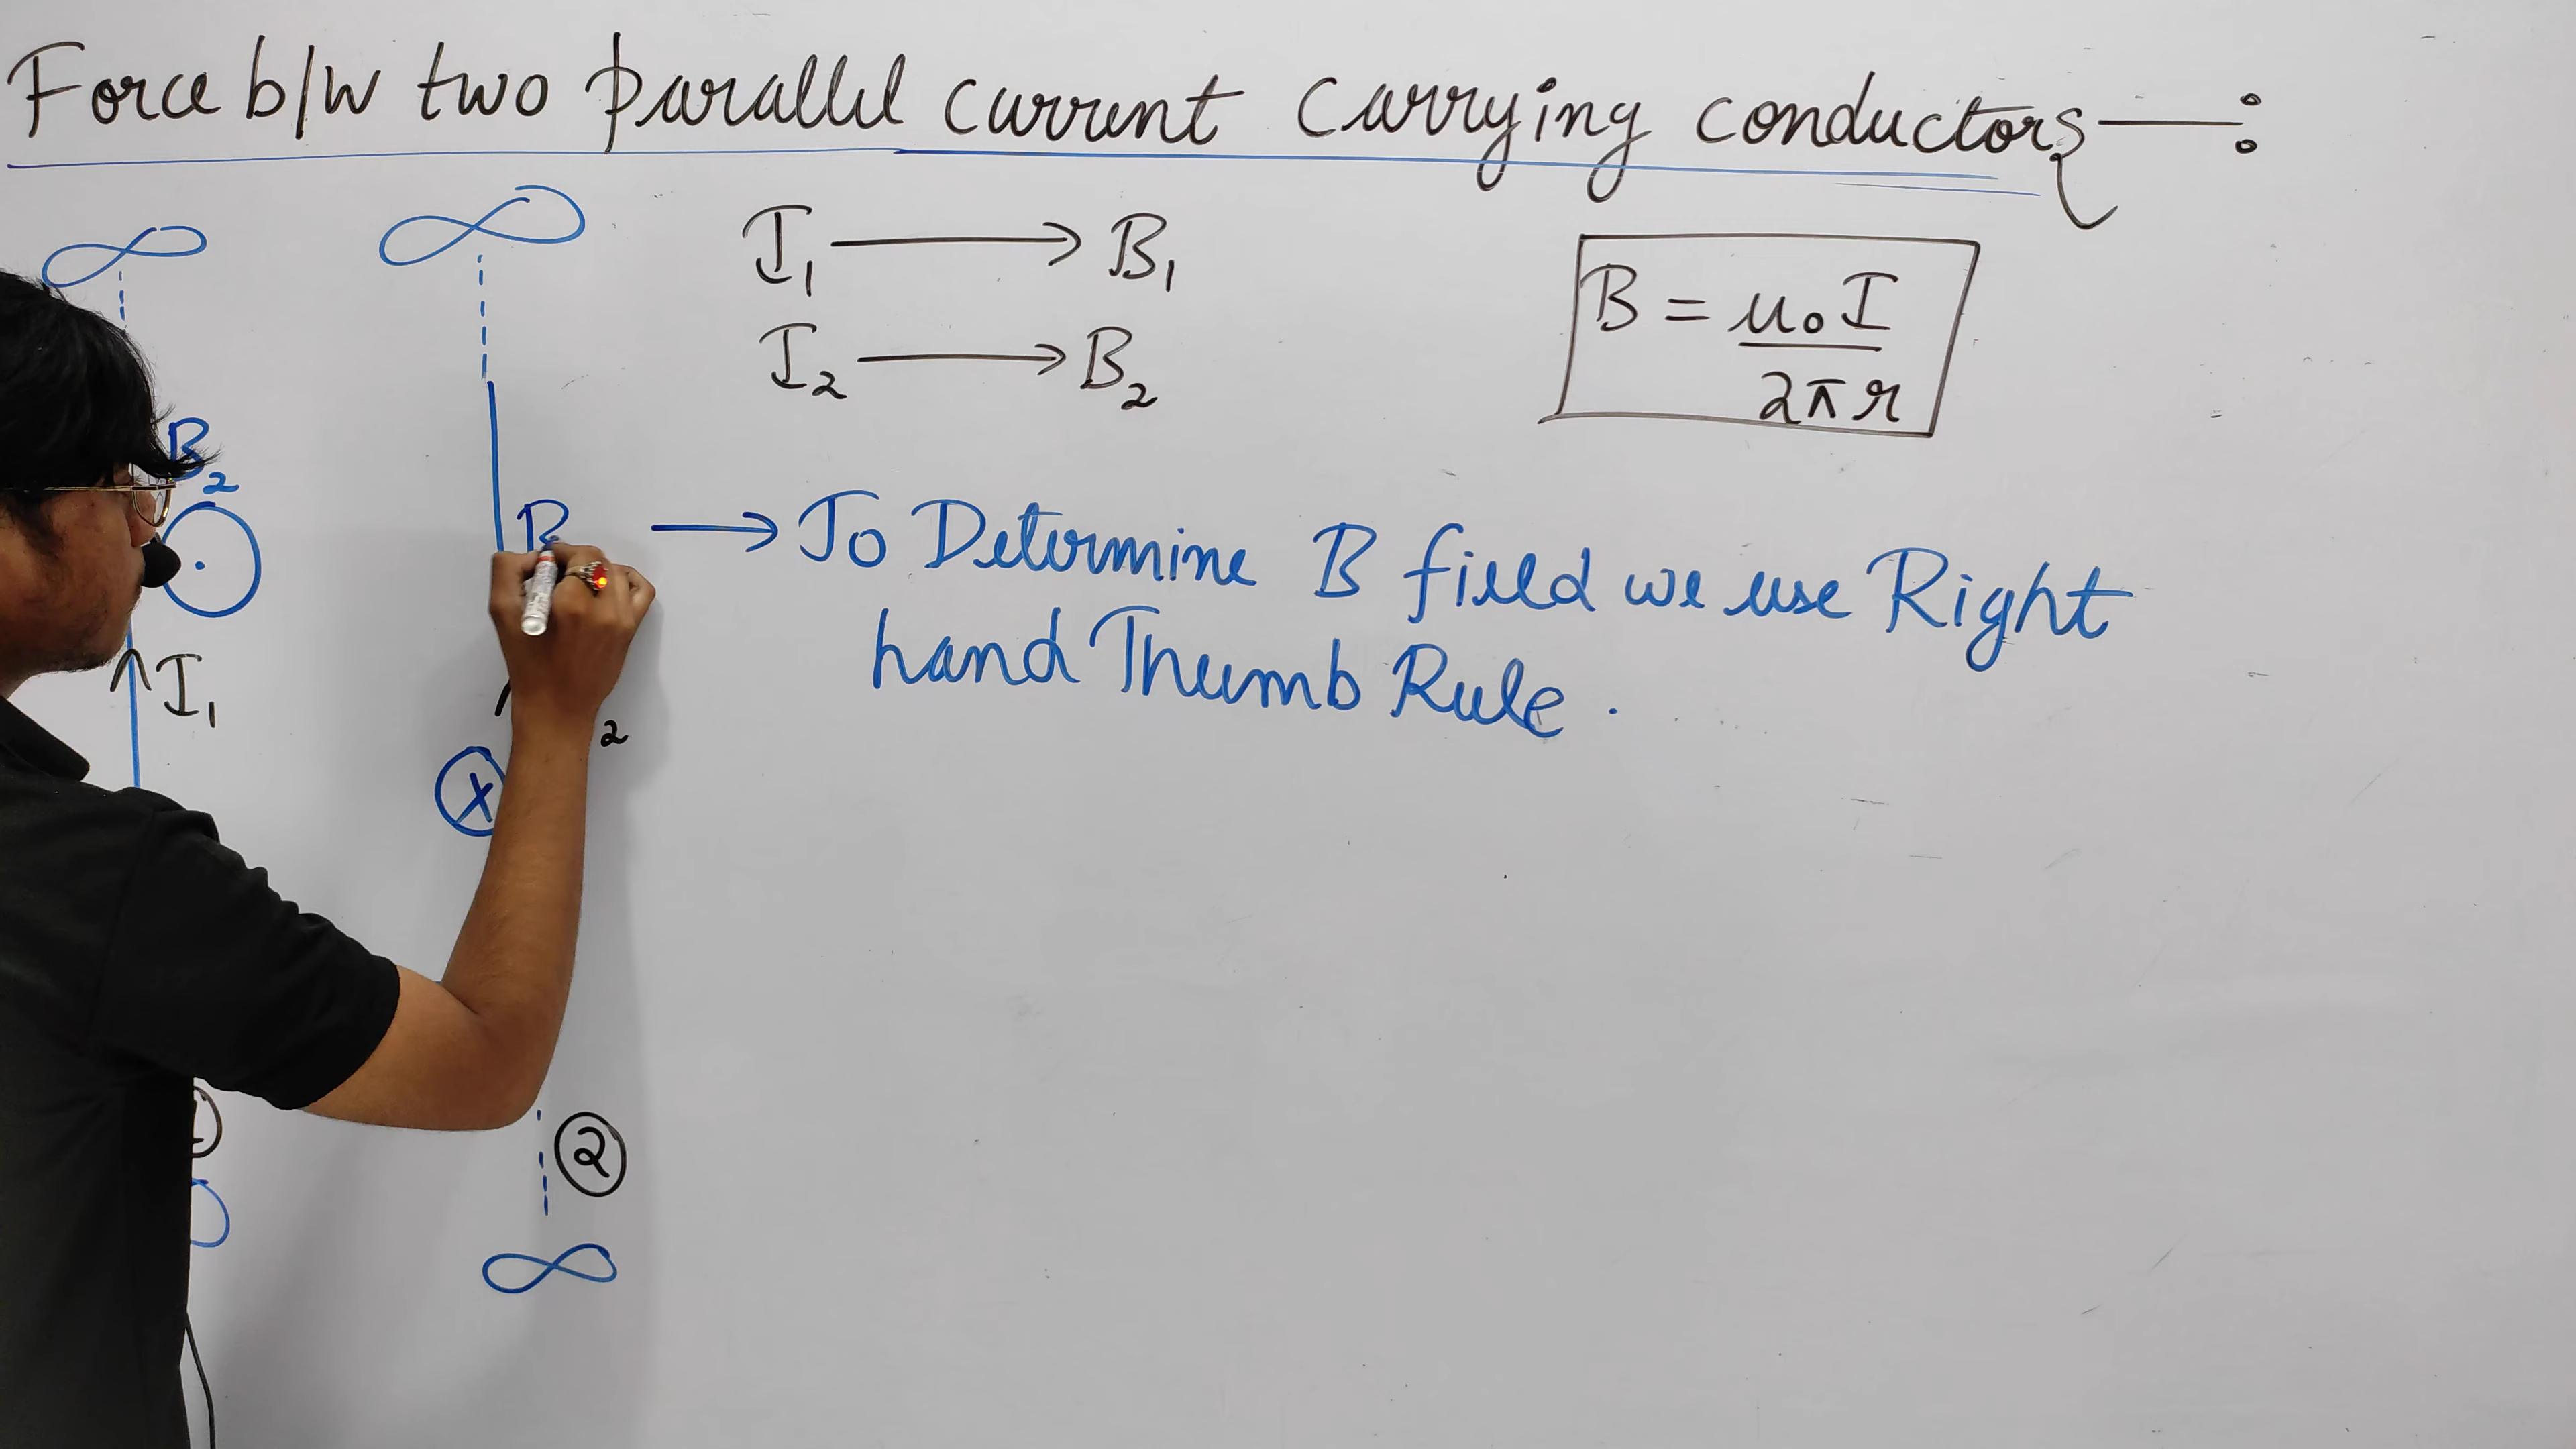 Force b/w two parallel current carrying conductors —:
∞ ∞
I₁ → B₁
B = μ₀I / 2πr
I₂ → B₂
B₂
B → To Determine B field we use Right
hand Thumb Rule .
I₁
₂
X
②
∞